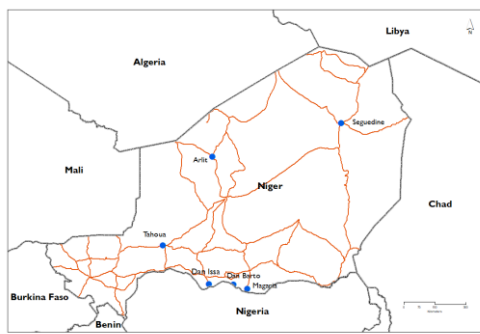 Libya
Algeria
Seguedine
Arlit
Mali
Niger
Chad
Tahoua
Dan Issa
Dan Barto
Magaria
Burkina Faso
Nigeria
Benin